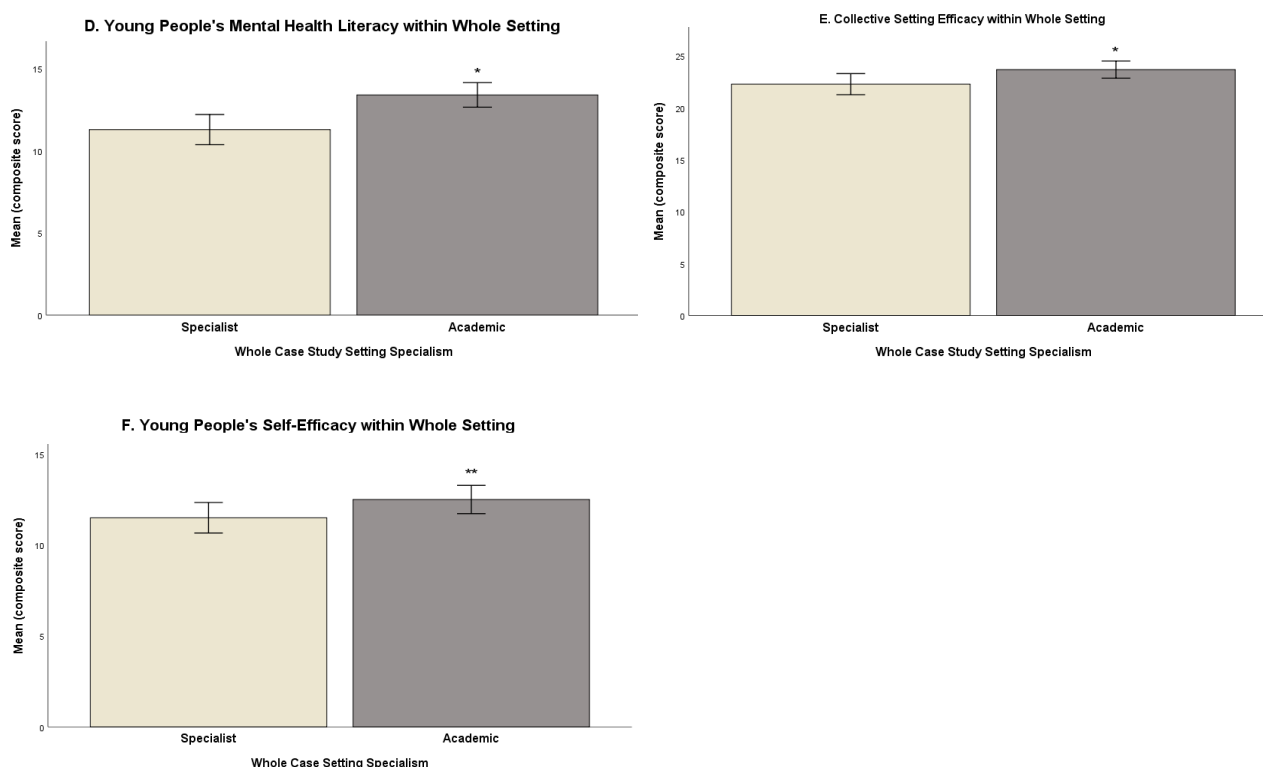 D. Young People's Mental Health Literacy within Whole Setting
Mean (composite score)
15
10
5
0
*
Specialist
Academic
Whole Case Study Setting Specialism
E. Collective Setting Efficacy within Whole Setting
Mean (composite score)
25
20
15
10
5
0
*
Specialist
Academic
Whole Case Study Setting Specialism
F. Young People's Self-Efficacy within Whole Setting
Mean (composite score)
15
10
5
0
**
Specialist
Academic
Whole Case Setting Specialism